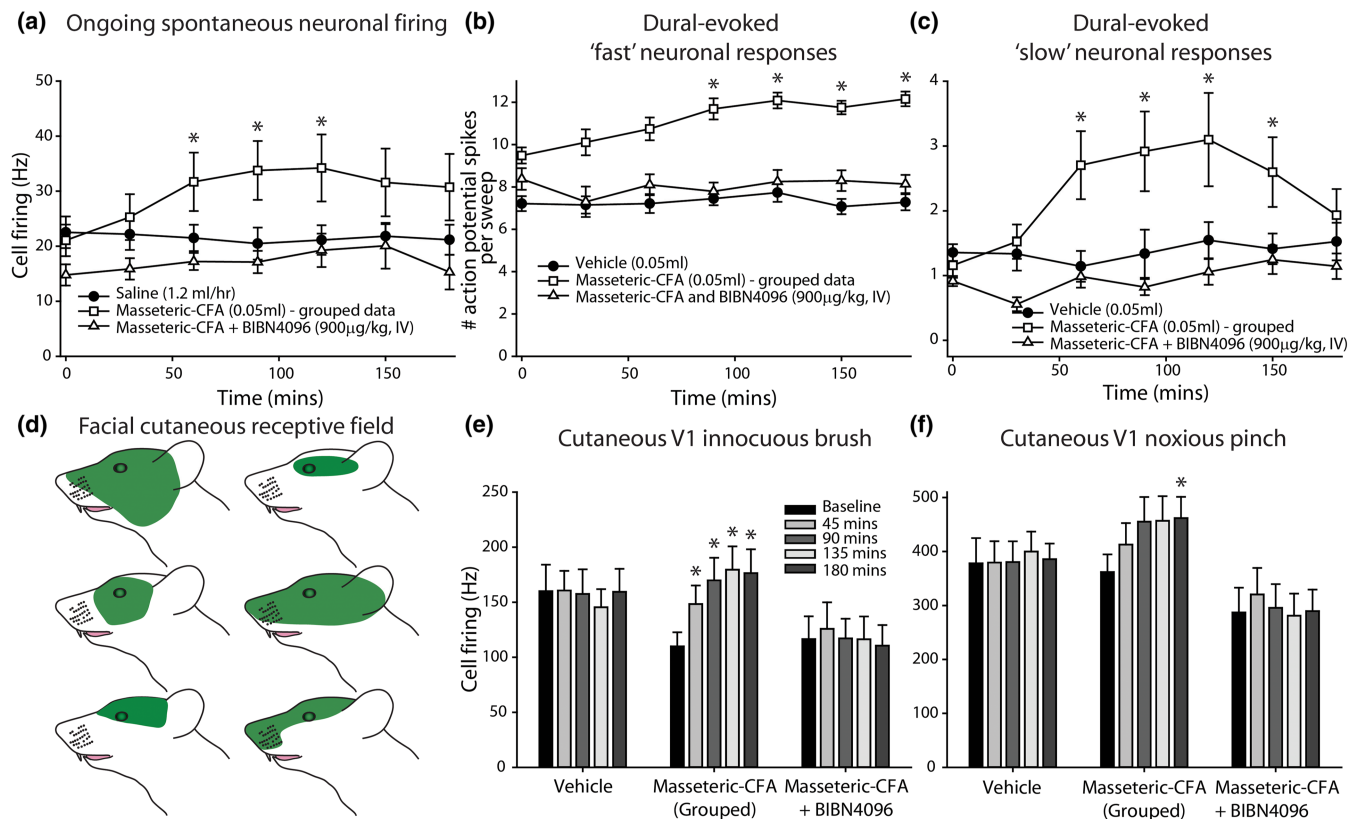 (a) Ongoing spontaneous neuronal firing
50
40
30
20
10
0
Cell firing (Hz)
* * *
Saline (1.2 ml/hr)
Masseteric-CFA (0.05ml) - grouped data
Masseteric-CFA + BIBN4096 (900μg/kg, IV)
0 50 100 150
Time (mins)
(b) Dural-evoked
‘fast’ neuronal responses
12
10
8
6
4
2
0
# action potential spikes
per sweep
* * * *
Vehicle (0.05ml)
Masseteric-CFA (0.05ml) - grouped data
Masseteric-CFA and BIBN4096 (900μg/kg, IV)
0 50 100 150
Time (mins)
(c) Dural-evoked
‘slow’ neuronal responses
4
3
2
1
0
* * * *
Vehicle (0.05ml)
Masseteric-CFA (0.05ml) - grouped
Masseteric-CFA + BIBN4096 (900μg/kg, IV)
0 50 100 150
Time (mins)
(d) Facial cutaneous receptive field
(e) Cutaneous V1 innocuous brush
250
200
150
100
50
0
Cell firing (Hz)
Baseline
45 mins
90 mins
135 mins
180 mins
* * * *
Vehicle
Masseteric-CFA
(Grouped)
Masseteric-CFA
+ BIBN4096
(f) Cutaneous V1 noxious pinch
500
400
300
200
100
0
*
Vehicle
Masseteric-CFA
(Grouped)
Masseteric-CFA
+ BIBN4096